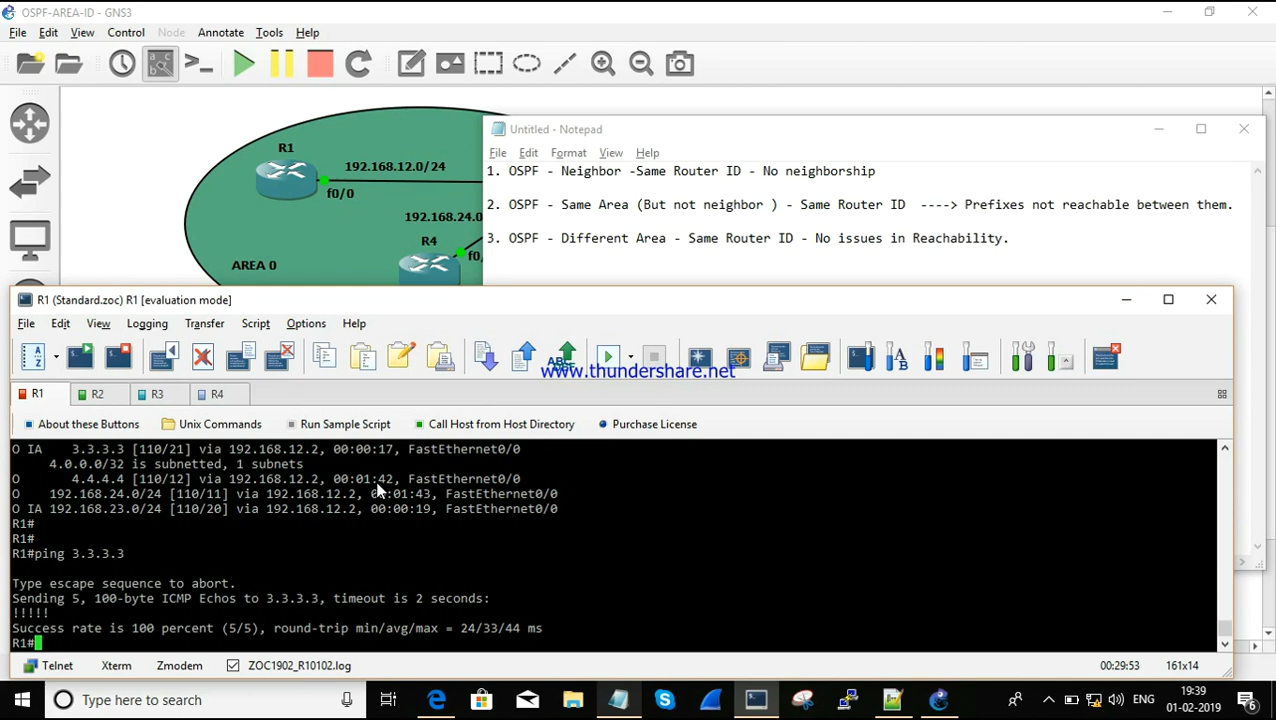 OSPF-AREA-ID - GNS3
File Edit View Control Node Annotate Tools Help
R1
192.168.12.0/24
f0/0
192.168.24.0
R4
f0/
AREA 0
Untitled - Notepad
File Edit Format View Help
1. OSPF - Neighbor -Same Router ID - No neighborship
2. OSPF - Same Area (But not neighbor ) - Same Router ID ----> Prefixes not reachable between them.
3. OSPF - Different Area - Same Router ID - No issues in Reachability.
R1 (Standard.zoc) R1 [evaluation mode]
File Edit View Logging Transfer Script Options Help
www.thundershare.net
R1 R2 R3 R4
About these Buttons Unix Commands Run Sample Script Call Host from Host Directory Purchase License
O IA 3.3.3.3 [110/21] via 192.168.12.2, 00:00:17, FastEthernet0/0
4.0.0.0/32 is subnetted, 1 subnets
O 4.4.4.4 [110/12] via 192.168.12.2, 00:01:42, FastEthernet0/0
O 192.168.24.0/24 [110/11] via 192.168.12.2, 00:01:43, FastEthernet0/0
O IA 192.168.23.0/24 [110/20] via 192.168.12.2, 00:00:19, FastEthernet0/0
R1#
R1#
R1#ping 3.3.3.3
Type escape sequence to abort.
Sending 5, 100-byte ICMP Echos to 3.3.3.3, timeout is 2 seconds:
!!!!!
Success rate is 100 percent (5/5), round-trip min/avg/max = 24/33/44 ms
R1#
Telnet Xterm Zmodem ZOC1902_R10102.log 00:29:53 161x14
Type here to search
ENG
19:39
01-02-2019
6